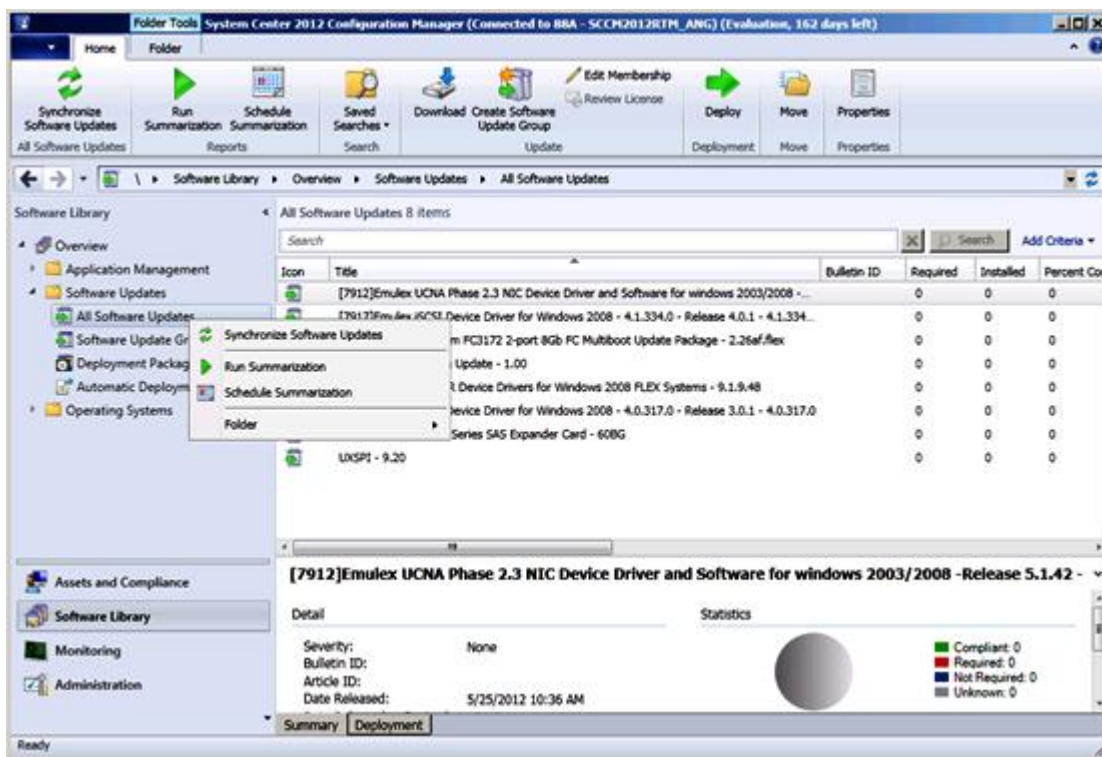 Folder Tools System Center 2012 Configuration Manager (Connected to BBA - SCCM2012RTM_ANG) (Evaluation, 162 days left)
Home Folder
Synchronize Software Updates
Run Summarization
Schedule Summarization
Saved Searches
Download
Create Software Update Group
Edit Membership
Review License
Deploy
Move
Properties
All Software Updates Reports Search Update Deployment Move Properties
\ Software Library Overview Software Updates All Software Updates
Software Library
Overview
Application Management
Software Updates
All Software Updates
Software Update Gr
Deployment Packag
Automatic Deploym
Operating Systems
Synchronize Software Updates
Run Summarization
Schedule Summarization
Folder
All Software Updates 8 items
Search Search Add Criteria
Icon Title Bulletin ID Required Installed Percent Co
[7912]Emulex UCNA Phase 2.3 NIC Device Driver and Software for windows 2003/2008 -... 0 0 0
[7917]Emulex iSCSI Device Driver for Windows 2008 - 4.1.334.0 - Release 4.0.1 - 4.1.334... 0 0 0
m FC3172 2-port 8Gb FC Multiboot Update Package - 2.26af.flex 0 0 0
Update - 1.00 0 0 0
R Device Drivers for Windows 2008 FLEX Systems - 9.1.9.48 0 0 0
Device Driver for Windows 2008 - 4.0.317.0 - Release 3.0.1 - 4.0.317.0 0 0 0
Series SAS Expander Card - 608G 0 0 0
UXSPI - 9.20 0 0 0
Assets and Compliance
Software Library
Monitoring
Administration
[7912]Emulex UCNA Phase 2.3 NIC Device Driver and Software for windows 2003/2008 -Release 5.1.42 -
Detail
Severity: None
Bulletin ID:
Article ID:
Date Released: 5/25/2012 10:36 AM
Statistics
Compliant: 0
Required: 0
Not Required: 0
Unknown: 0
Summary Deployment
Ready